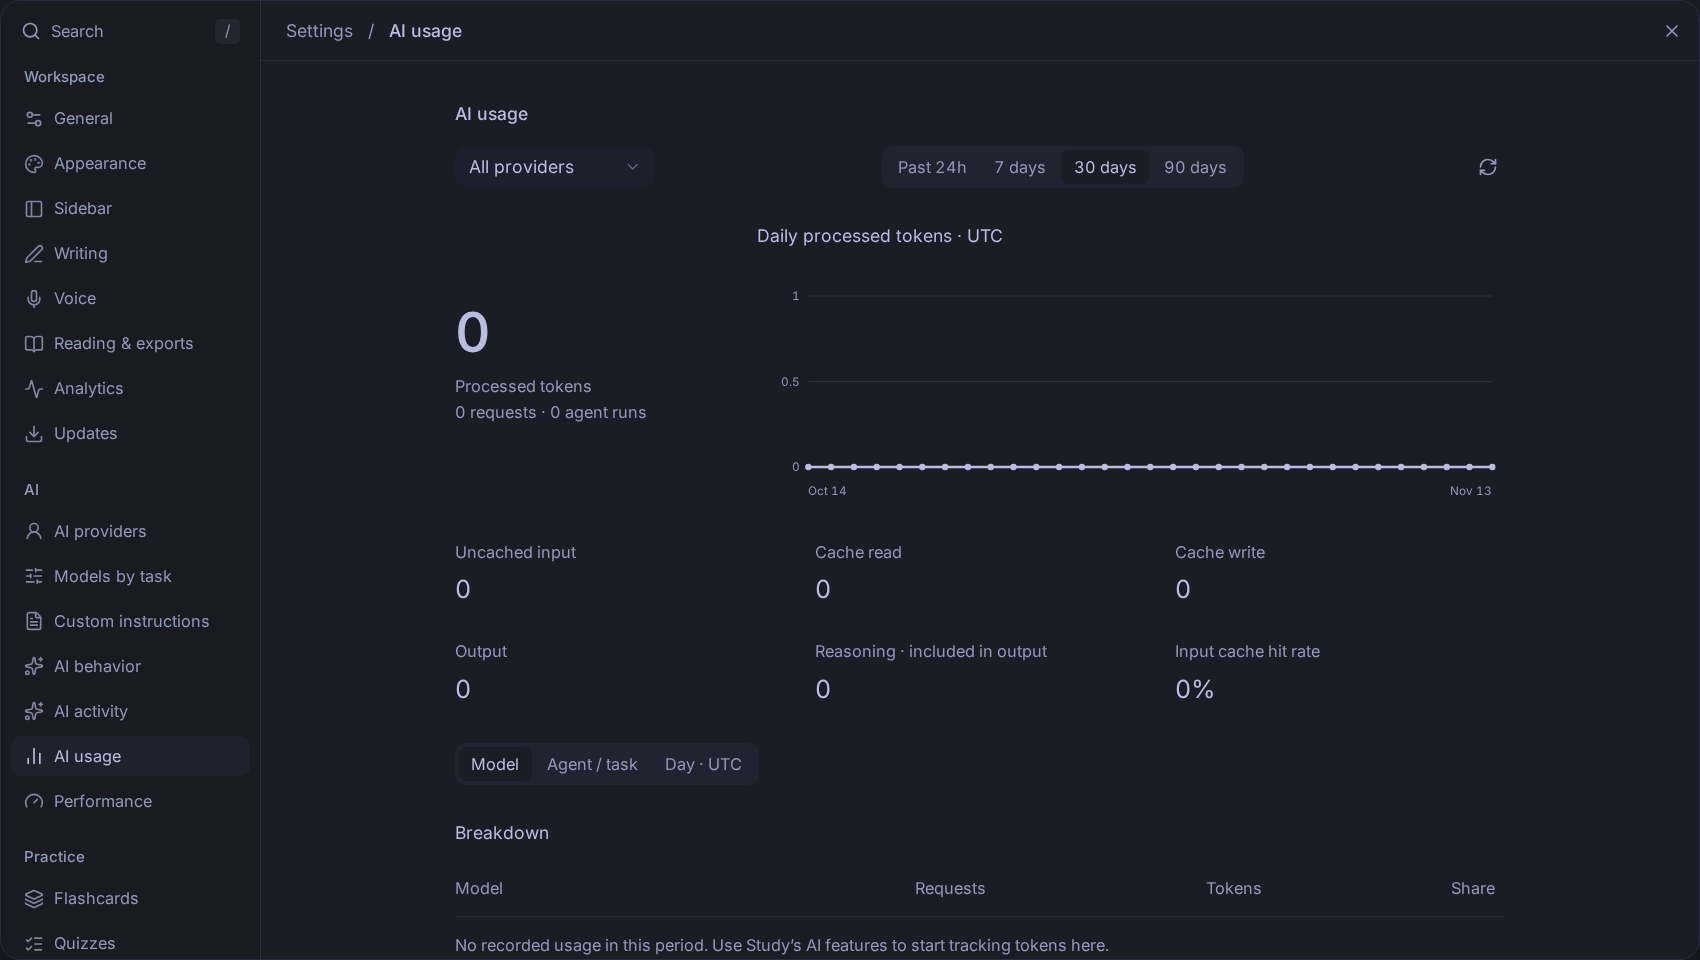 Search
/
Workspace
General
Appearance
Sidebar
Writing
Voice
Reading & exports
Analytics
Updates
AI
AI providers
Models by task
Custom instructions
AI behavior
AI activity
AI usage
Performance
Practice
Flashcards
Quizzes
Settings / AI usage
AI usage
All providers
Past 24h 7 days 30 days 90 days
Daily processed tokens · UTC
0
Processed tokens
0 requests · 0 agent runs
1
0.5
0
Oct 14 Nov 13
Uncached input Cache read Cache write
0 0 0
Output Reasoning · included in output Input cache hit rate
0 0 0%
Model Agent / task Day · UTC
Breakdown
Model Requests Tokens Share
No recorded usage in this period. Use Study’s AI features to start tracking tokens here.